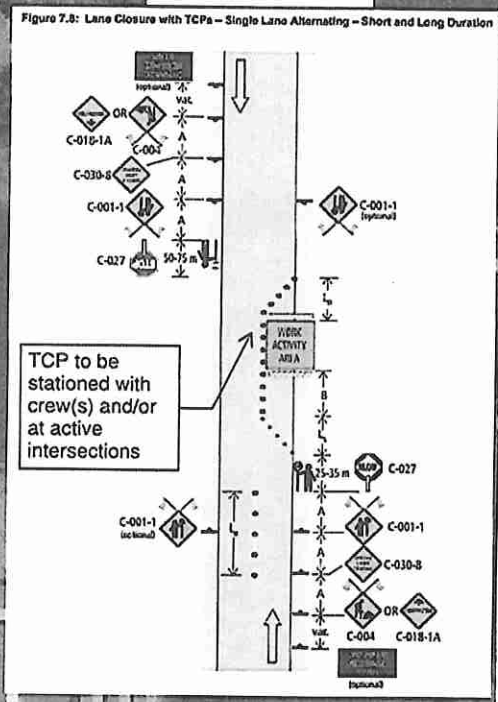 Figure 7.8: Lane Closure with TCPs – Single Lane Alternating – Short and Long Duration
(optional)
var.
OR
A
C-018-1A
C-004
C-030-8
A
C-001-1
A
C-001-1
(optional)
C-027
50-75 m
WORK
ACTIVITY
AREA
TCP to be
stationed with
crew(s) and/or
at active
intersections
B
25-35 m
SLOW
C-027
C-001-1
(optional)
A
C-001-1
A
C-030-8
A
OR
C-004
C-018-1A
var.
(optional)